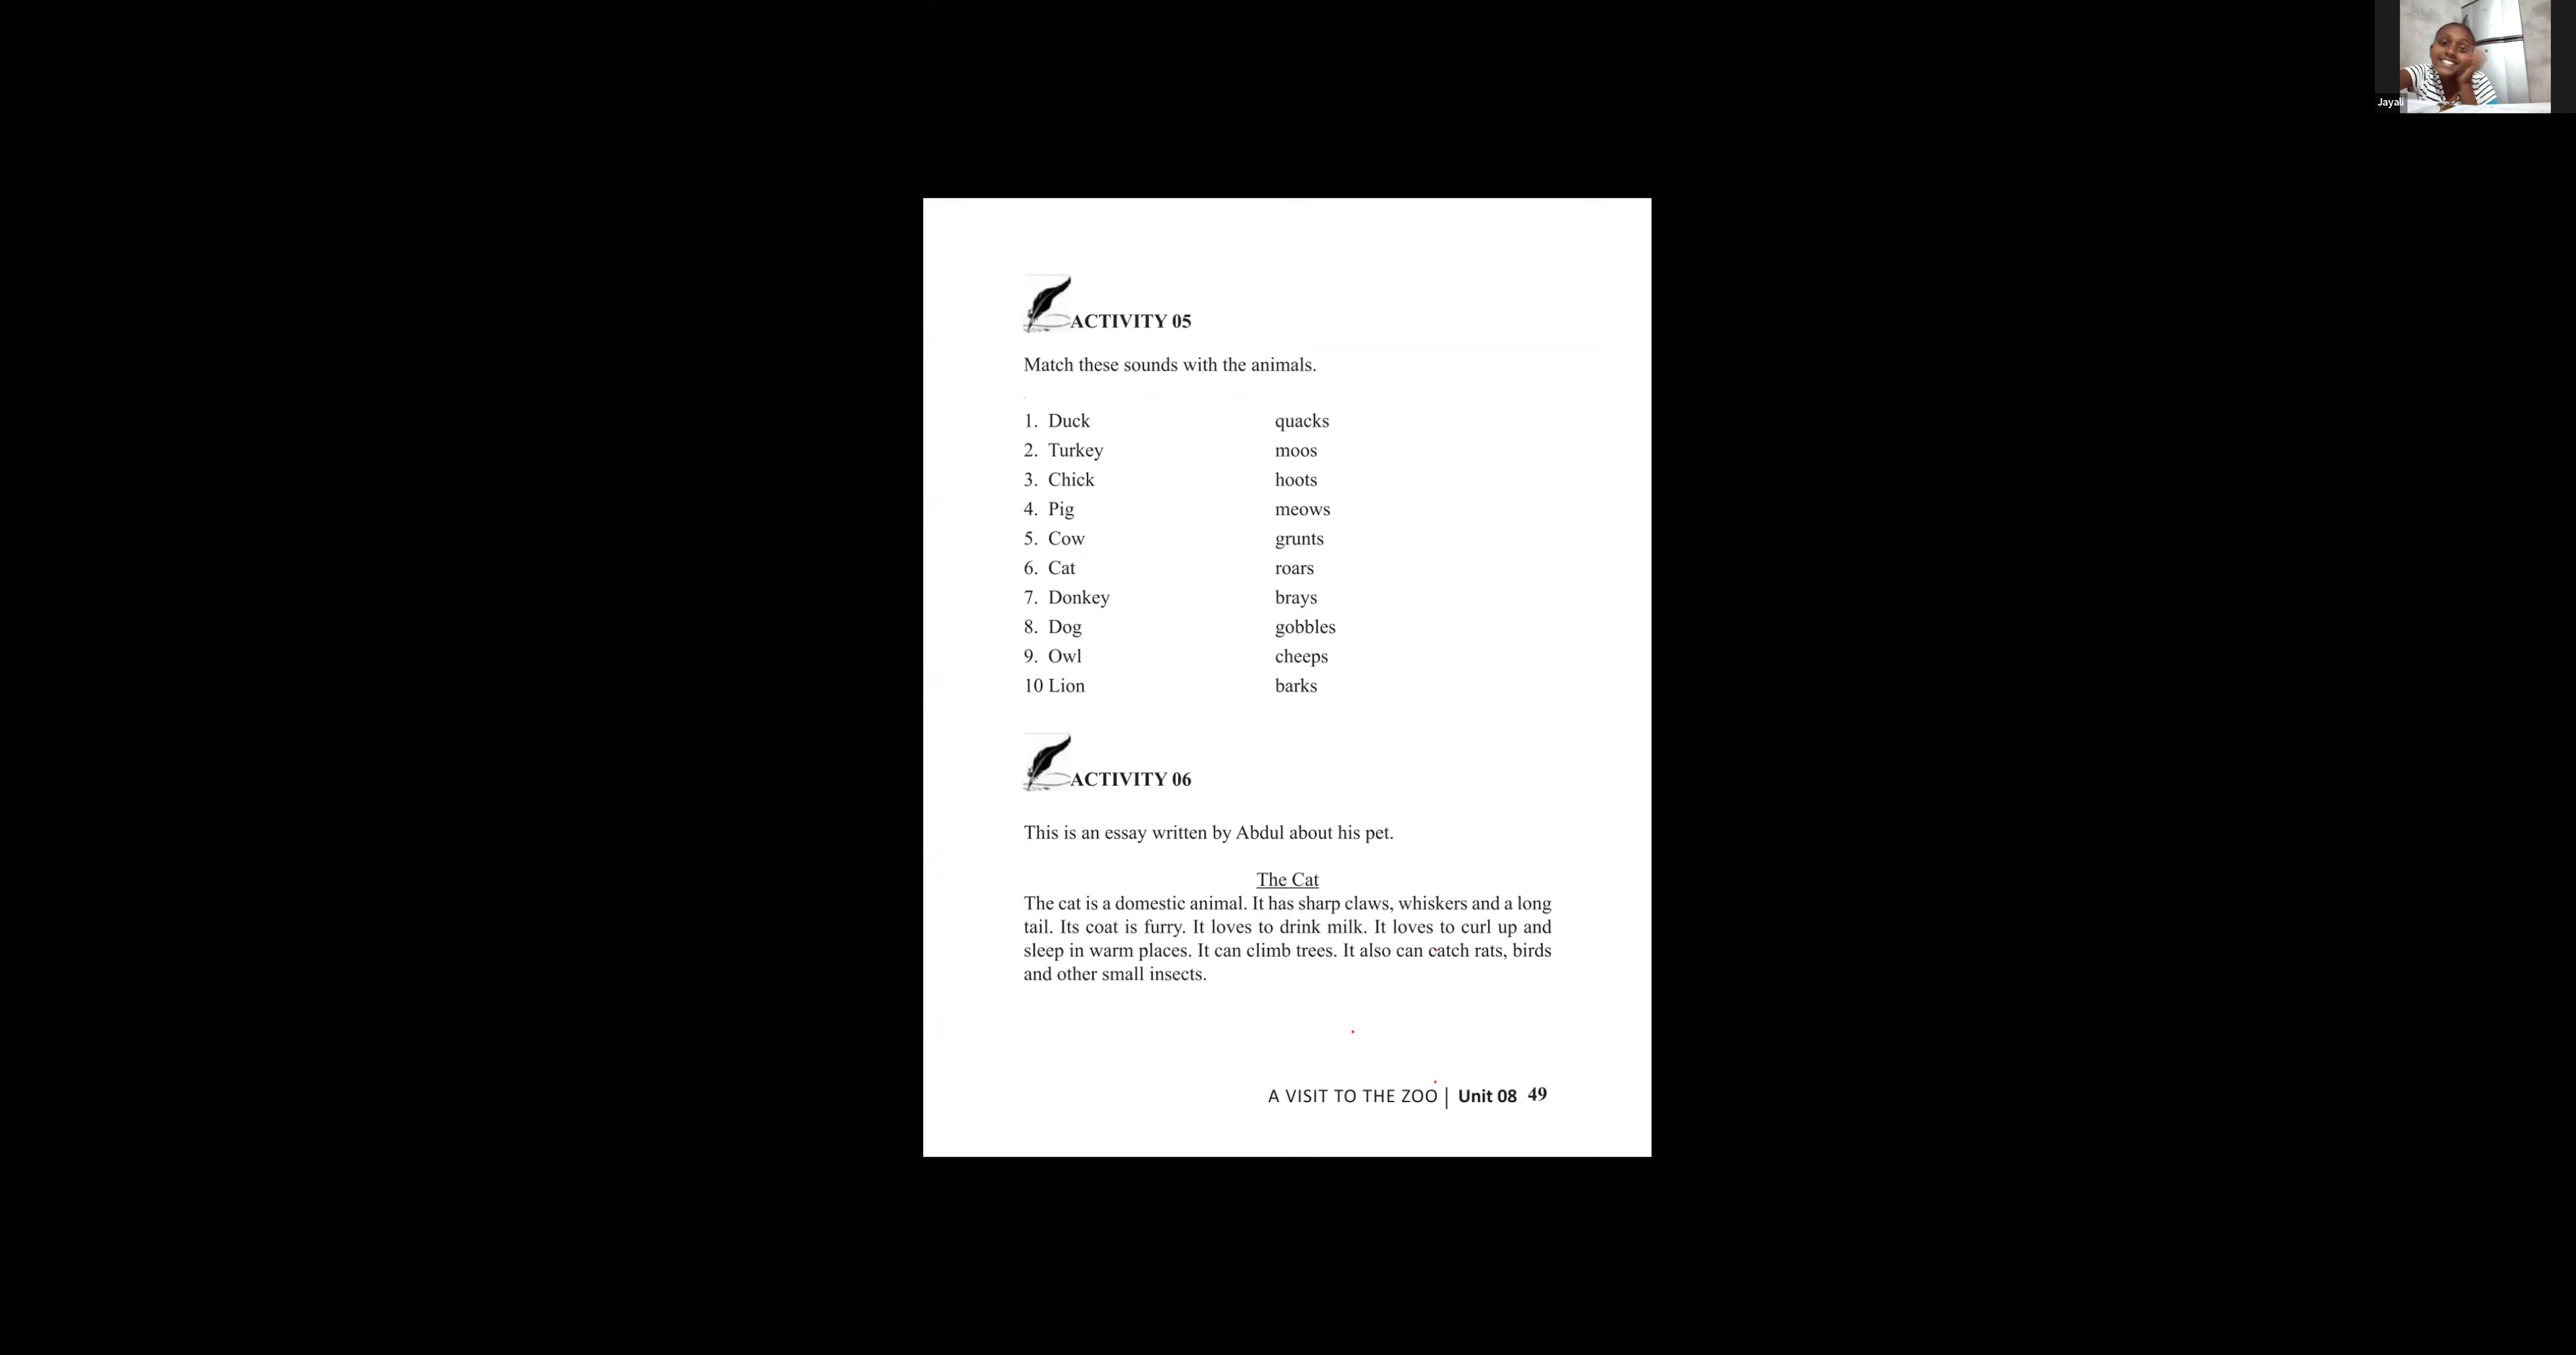 Jayali
ACTIVITY 05
Match these sounds with the animals.
1. Duck quacks
2. Turkey moos
3. Chick hoots
4. Pig meows
5. Cow grunts
6. Cat roars
7. Donkey brays
8. Dog gobbles
9. Owl cheeps
10 Lion barks
ACTIVITY 06
This is an essay written by Abdul about his pet.
The Cat
The cat is a domestic animal. It has sharp claws, whiskers and a long
tail. Its coat is furry. It loves to drink milk. It loves to curl up and
sleep in warm places. It can climb trees. It also can catch rats, birds
and other small insects.
A VISIT TO THE ZOO | Unit 08 49